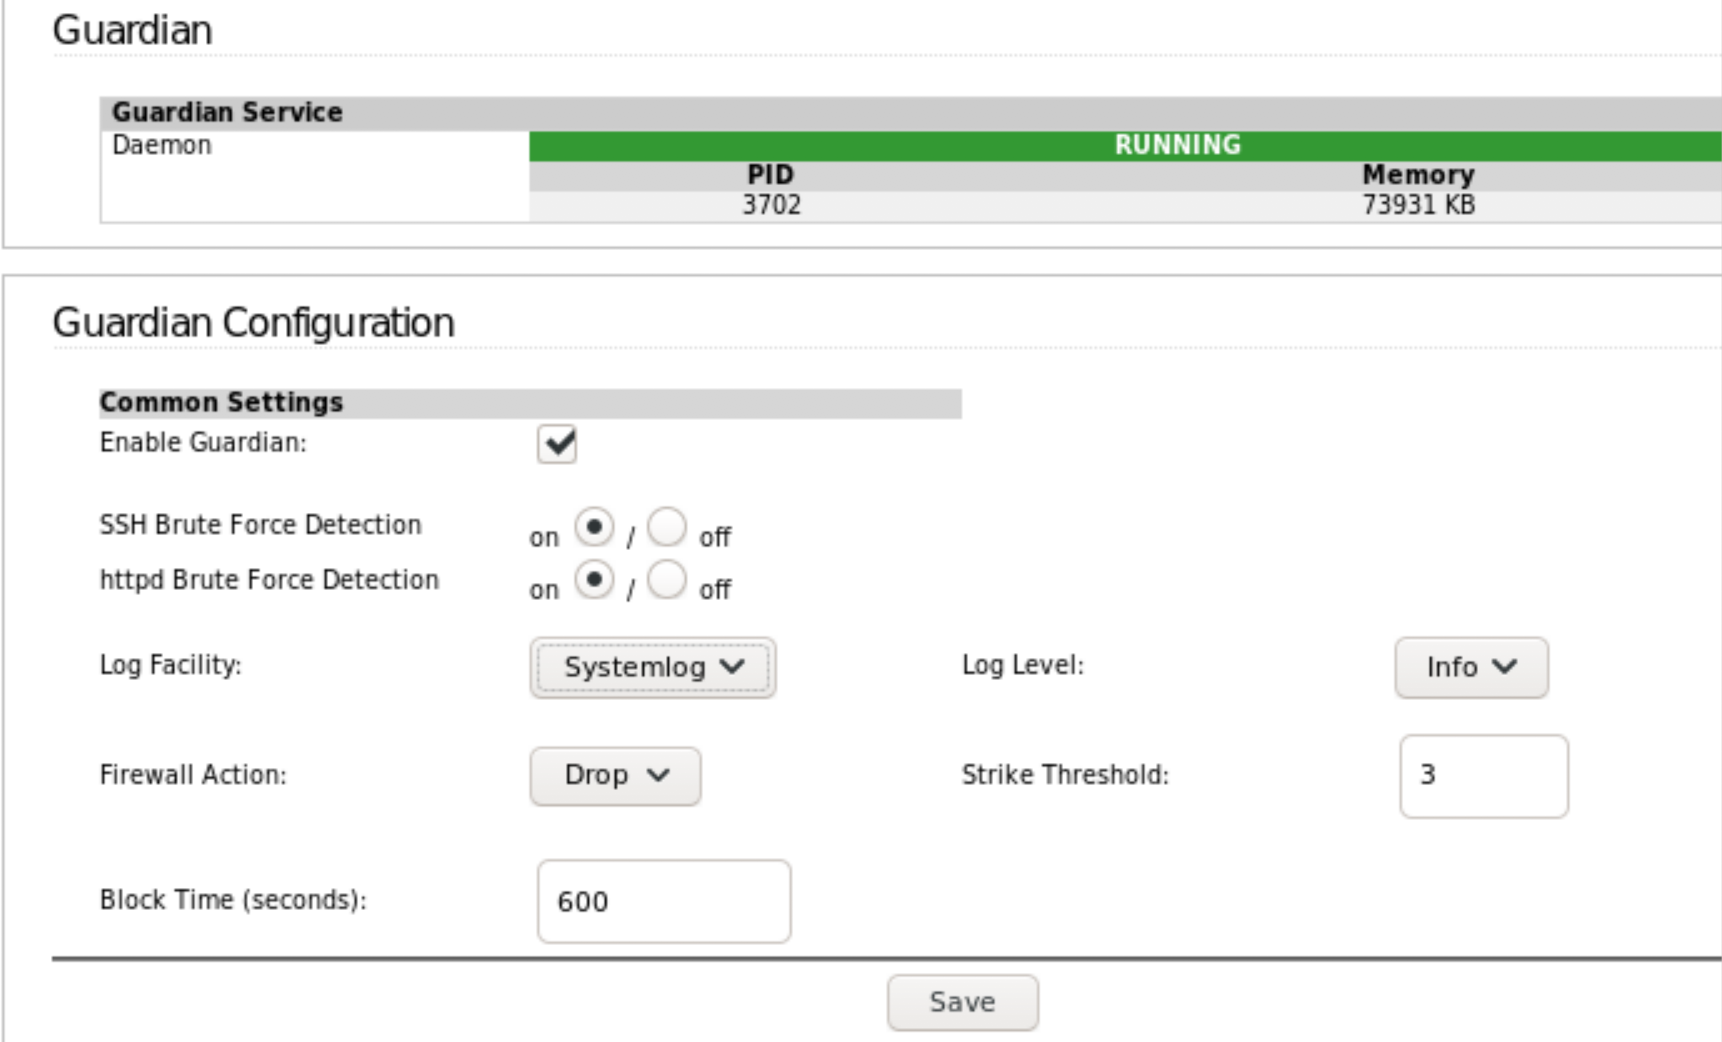 Guardian
Guardian Service
Daemon RUNNING
PID Memory
3702 73931 KB
Guardian Configuration
Common Settings
Enable Guardian:
SSH Brute Force Detection on / off
httpd Brute Force Detection on / off
Log Facility: Systemlog Log Level: Info
Firewall Action: Drop Strike Threshold: 3
Block Time (seconds): 600
Save